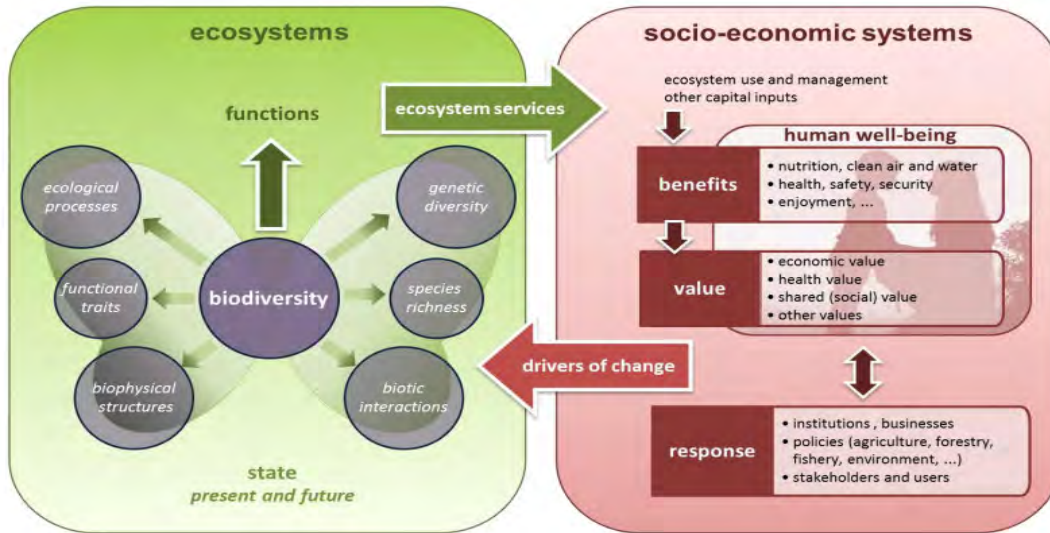 ecosystems
functions
ecological
processes
genetic
diversity
functional
traits
biodiversity
species
richness
biophysical
structures
biotic
interactions
state
present and future
ecosystem services
drivers of change
socio-economic systems
ecosystem use and management
other capital inputs
human well-being
benefits
• nutrition, clean air and water
• health, safety, security
• enjoyment, ...
value
• economic value
• health value
• shared (social) value
• other values
response
• institutions , businesses
• policies (agriculture, forestry,
fishery, environment, ...)
• stakeholders and users